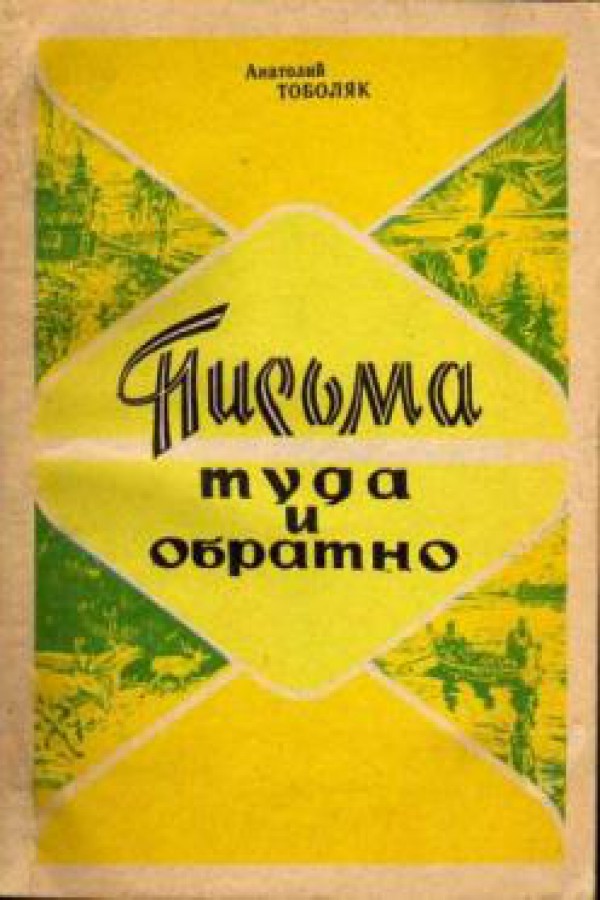 Анатолий
ТОБОЛЯК
Письма
туда
и
обратно